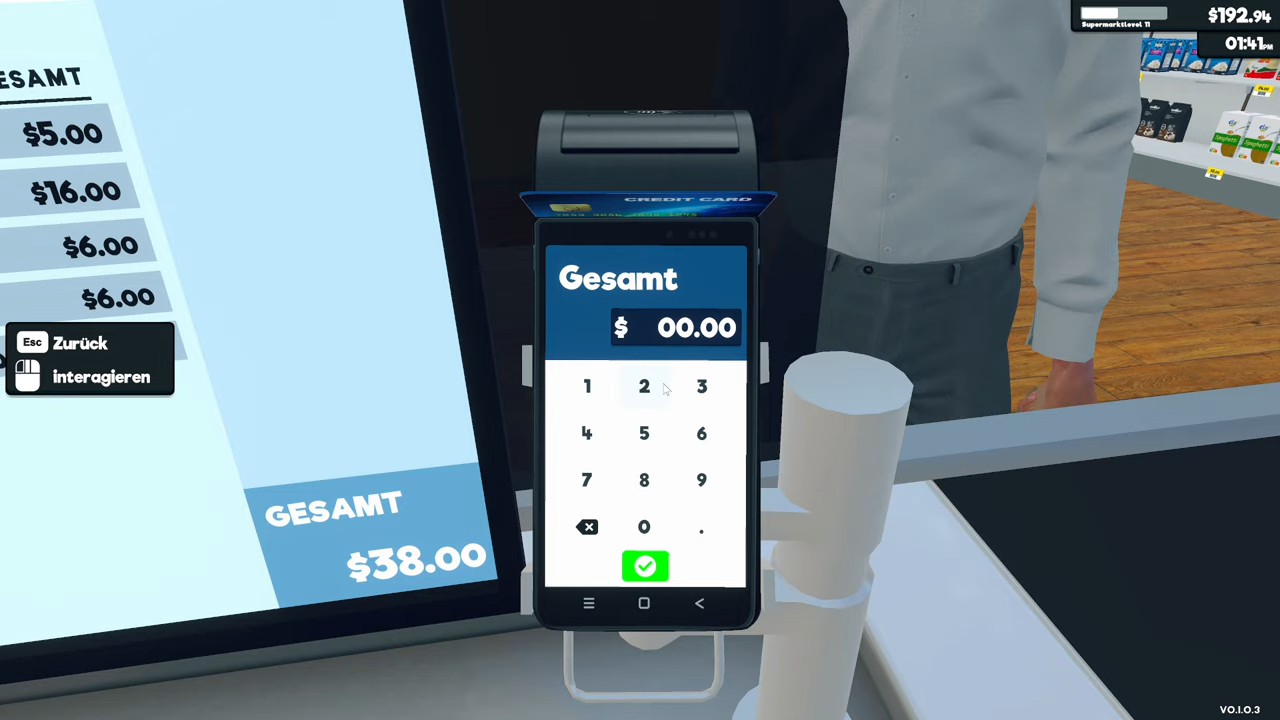 ESAMT
$5.00
$16.00
$6.00
$6.00
Esc Zurück
interagieren
GESAMT
$38.00
CREDIT CARD
Gesamt
$ 00.00
1 2 3
4 5 6
7 8 9
0 .
$192.94
Supermarktlevel 11
01:41PM
Spaghetti
V0.1.0.3